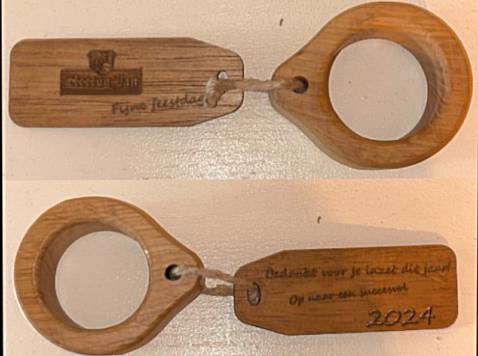 Fijne feestdag
Bedankt voor je inzet dit jaar!
Op naar een succesvol
2024